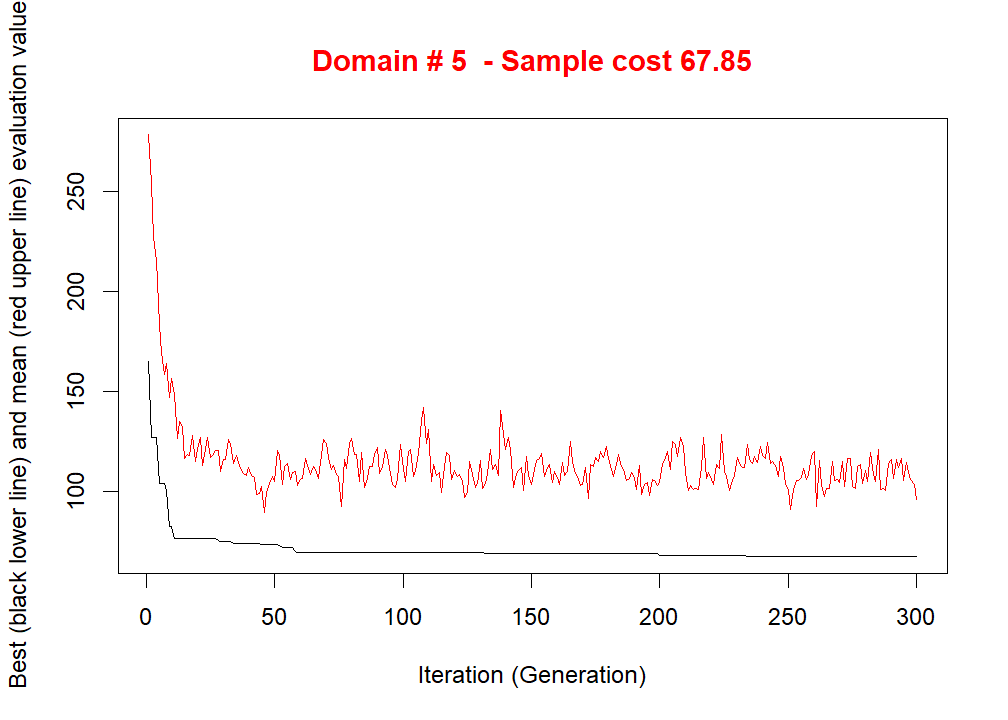 Domain # 5  - Sample cost 67.85
Best (black lower line) and mean (red upper line) evaluation value
250
200
150
100
0 50 100 150 200 250 300
Iteration (Generation)